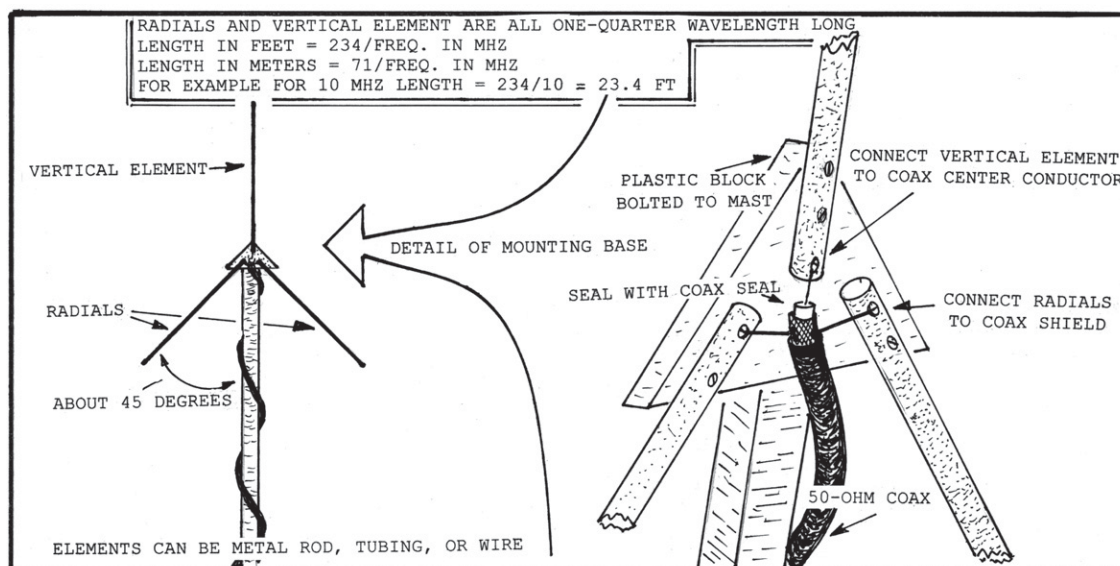 RADIALS AND VERTICAL ELEMENT ARE ALL ONE-QUARTER WAVELENGTH LONG
LENGTH IN FEET = 234/FREQ. IN MHZ
LENGTH IN METERS = 71/FREQ. IN MHZ
FOR EXAMPLE FOR 10 MHZ LENGTH = 234/10 = 23.4 FT
VERTICAL ELEMENT
RADIALS
ABOUT 45 DEGREES
ELEMENTS CAN BE METAL ROD, TUBING, OR WIRE
DETAIL OF MOUNTING BASE
PLASTIC BLOCK
BOLTED TO MAST
CONNECT VERTICAL ELEMENT
TO COAX CENTER CONDUCTOR
SEAL WITH COAX SEAL
CONNECT RADIALS
TO COAX SHIELD
50-OHM COAX